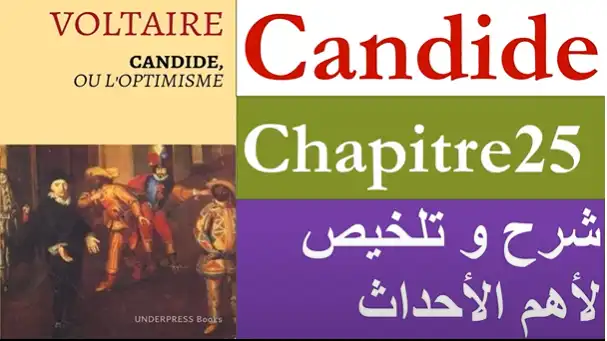 VOLTAIRE
CANDIDE,
OU L'OPTIMISME
UNDERPRESS Books
Candide
Chapitre25
شرح و تلخيص
لأهم الأحداث